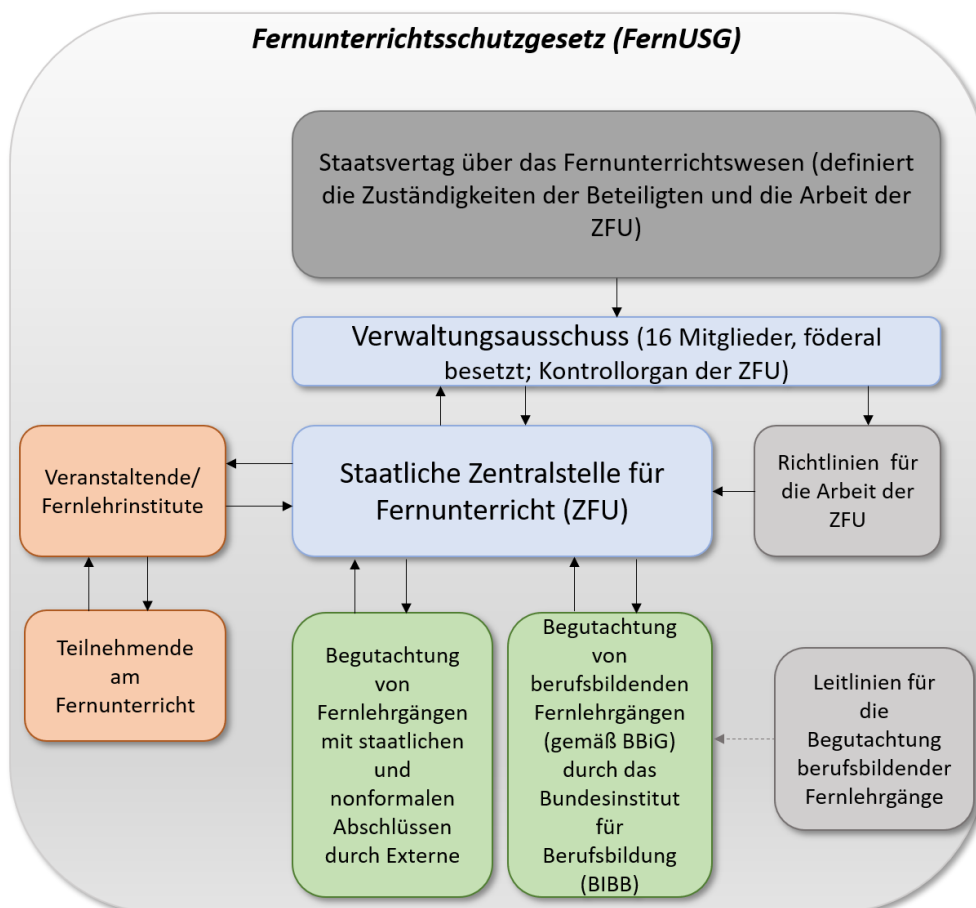 Fernunterrichtsschutzgesetz (FernUSG)
Staatsvertag über das Fernunterrichtswesen (definiert
die Zuständigkeiten der Beteiligten und die Arbeit der
ZFU)
Verwaltungsausschuss (16 Mitglieder, föderal
besetzt; Kontrollorgan der ZFU)
Veranstaltende/
Fernlehrinstitute
Staatliche Zentralstelle für
Fernunterricht (ZFU)
Richtlinien für
die Arbeit der
ZFU
Teilnehmende
am
Fernunterricht
Begutachtung
von
Fernlehrgängen
mit staatlichen
und
nonformalen
Abschlüssen
durch Externe
Begutachtung
von
berufsbildenden
Fernlehrgängen
(gemäß BBiG)
durch das
Bundesinstitut
für
Berufsbildung
(BIBB)
Leitlinien für
die
Begutachtung
berufsbildender
Fernlehrgänge